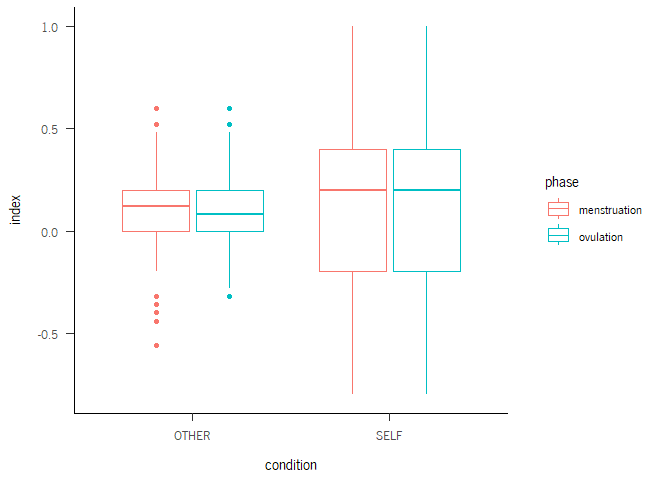 1.0
0.5
0.0
-0.5
index
OTHER
SELF
condition
phase
menstruation
ovulation